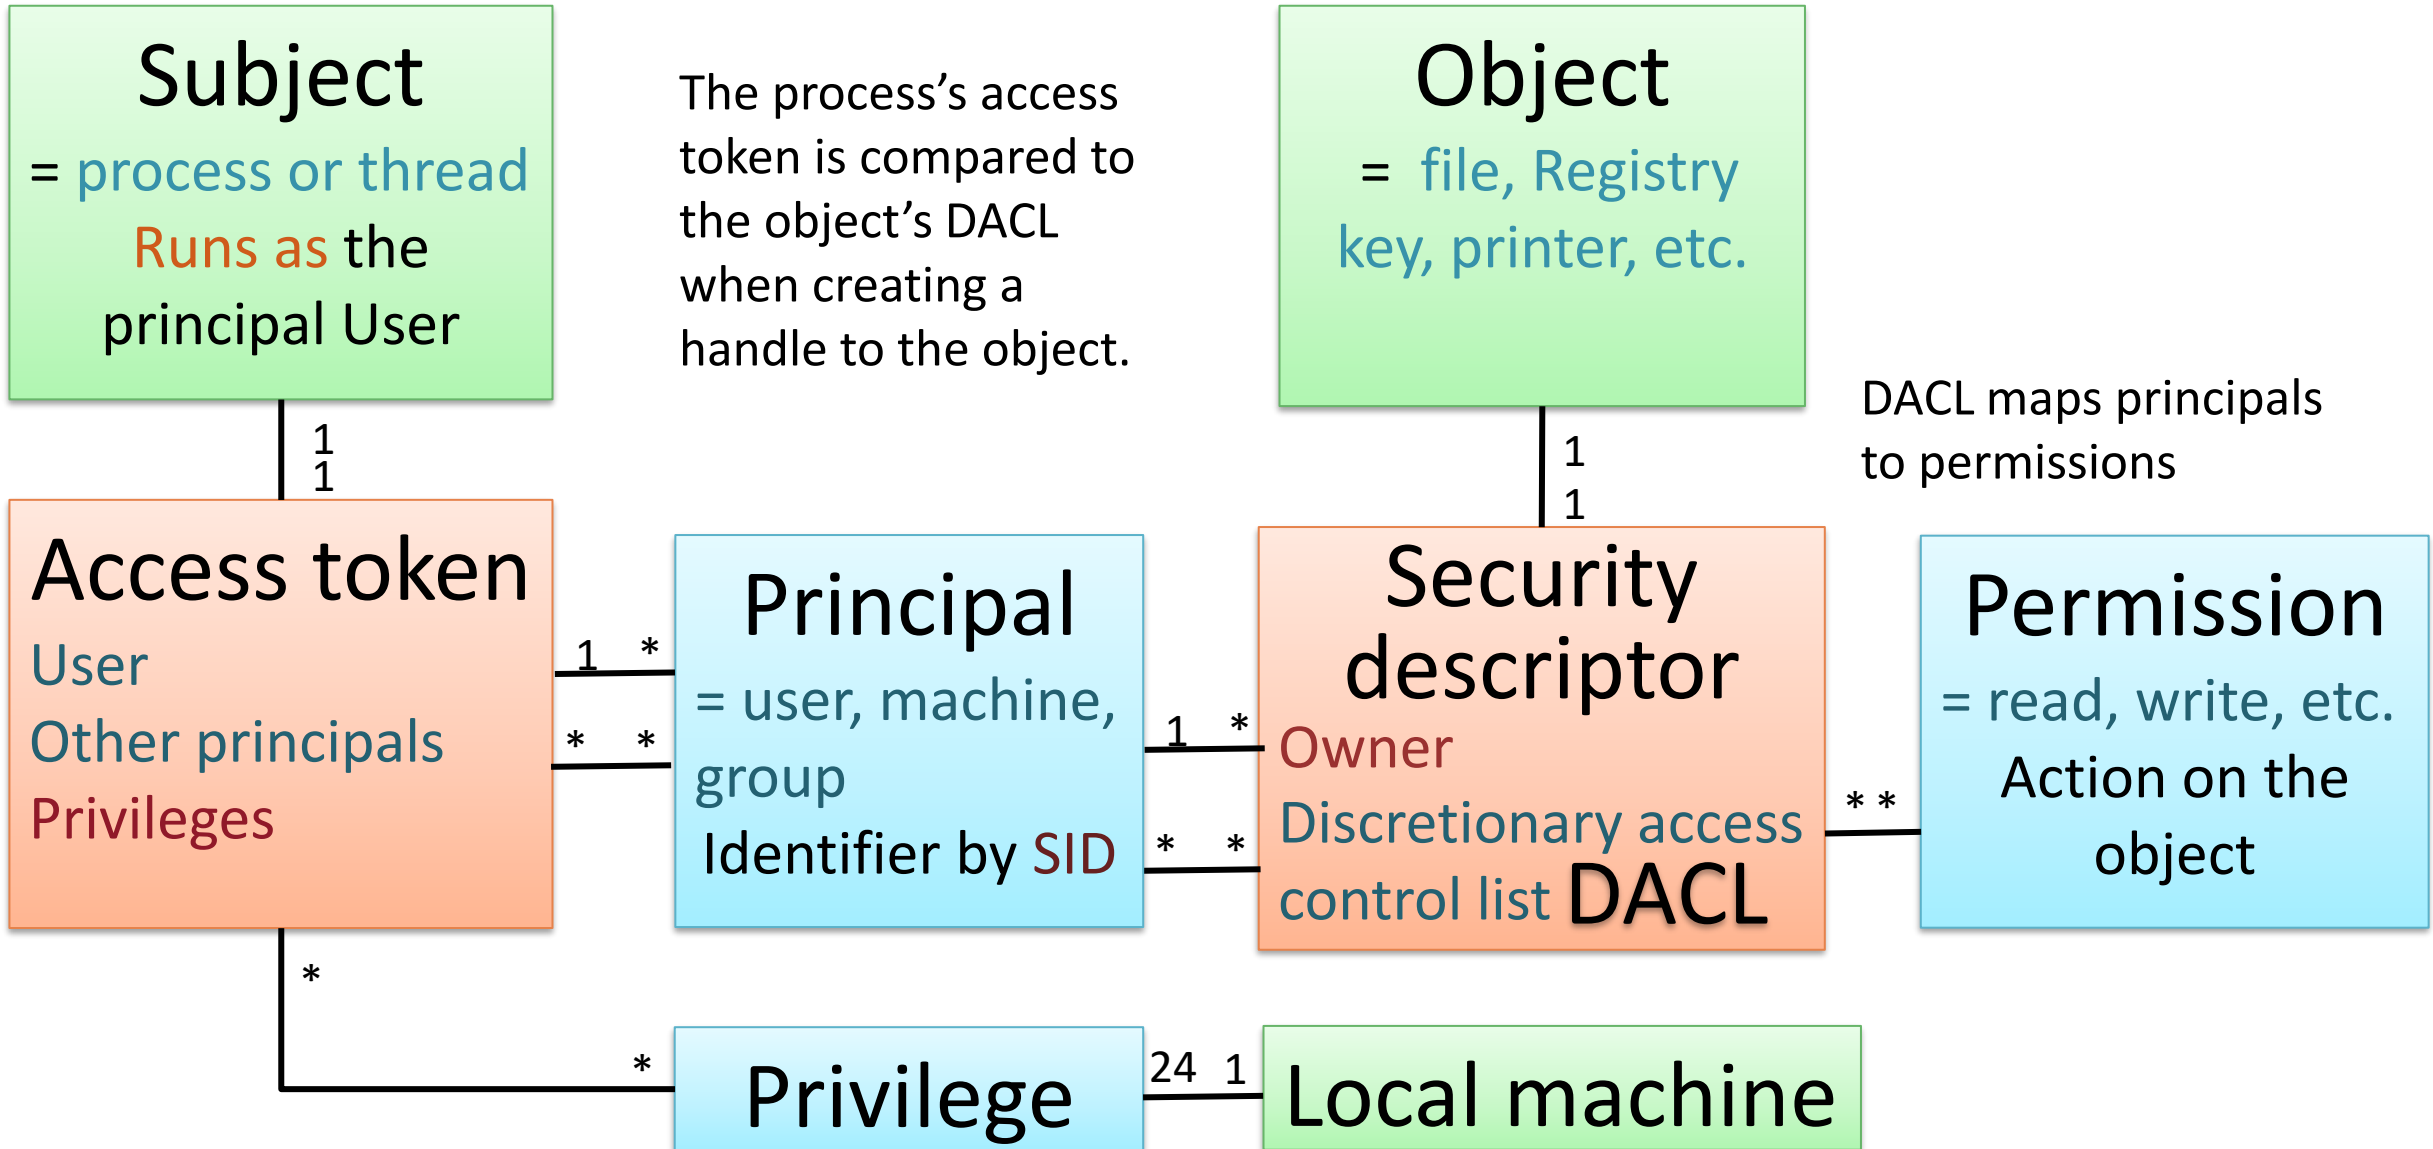 Subject
= process or thread
Runs as the
principal User
The process’s access
token is compared to
the object’s DACL
when creating a
handle to the object.
Object
= file, Registry
key, printer, etc.
DACL maps principals
to permissions
1
1
1
1
Access token
User
Other principals
Privileges
1 *
* *
Principal
= user, machine,
group
Identifier by SID
1 *
* *
Security
descriptor
Owner
Discretionary access
control list DACL
* *
Permission
= read, write, etc.
Action on the
object
*
*
Privilege
24 1
Local machine